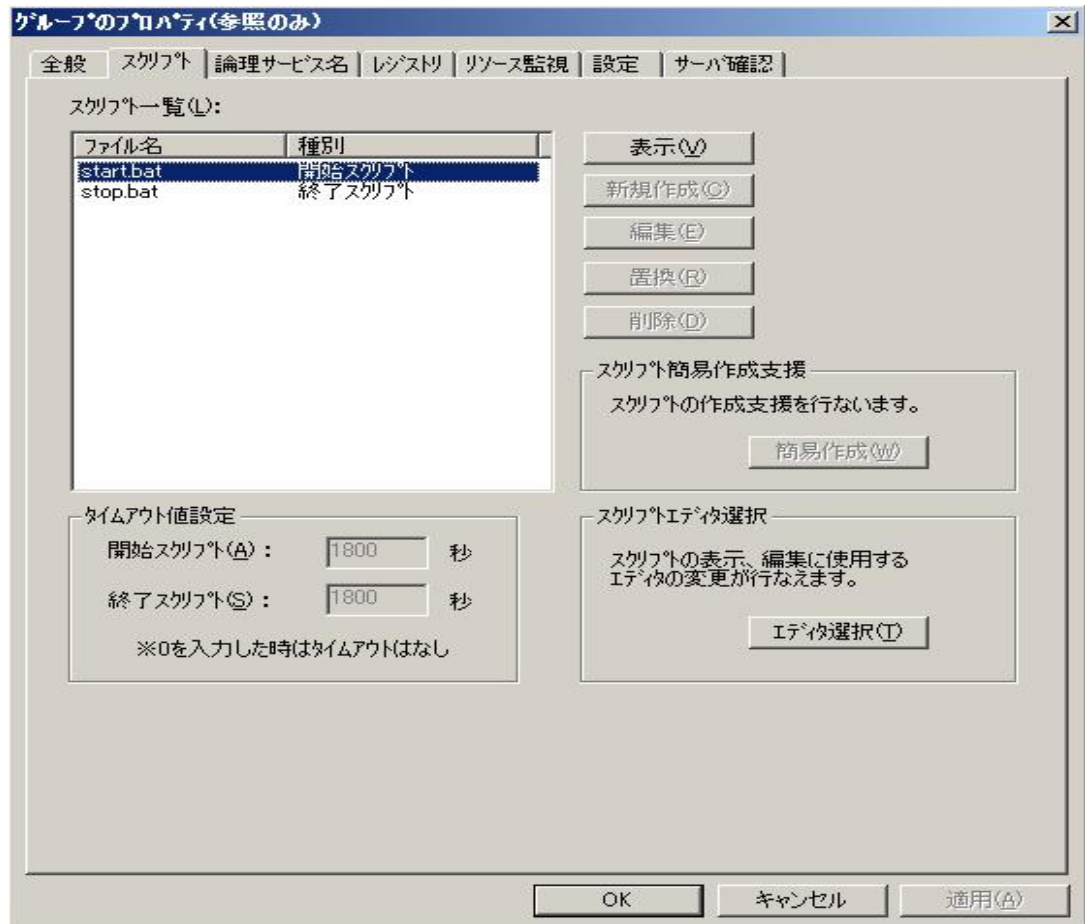 グループのプロパティ(参照のみ)
全般
スクリプト
論理サービス名
レジストリ
リソース監視
設定
サーバ確認
スクリプト一覧(L):
ファイル名 種別
start.bat 開始スクリプト
stop.bat 終了スクリプト
表示(V)
新規作成(C)
編集(E)
置換(R)
削除(D)
スクリプト簡易作成支援
スクリプトの作成支援を行ないます。
簡易作成(W)
タイムアウト値設定
開始スクリプト(A): 1800 秒
終了スクリプト(S): 1800 秒
※0を入力した時はタイムアウトはなし
スクリプトエディタ選択
スクリプトの表示、編集に使用する
エディタの変更が行なえます。
エディタ選択(T)
OK
キャンセル
適用(A)